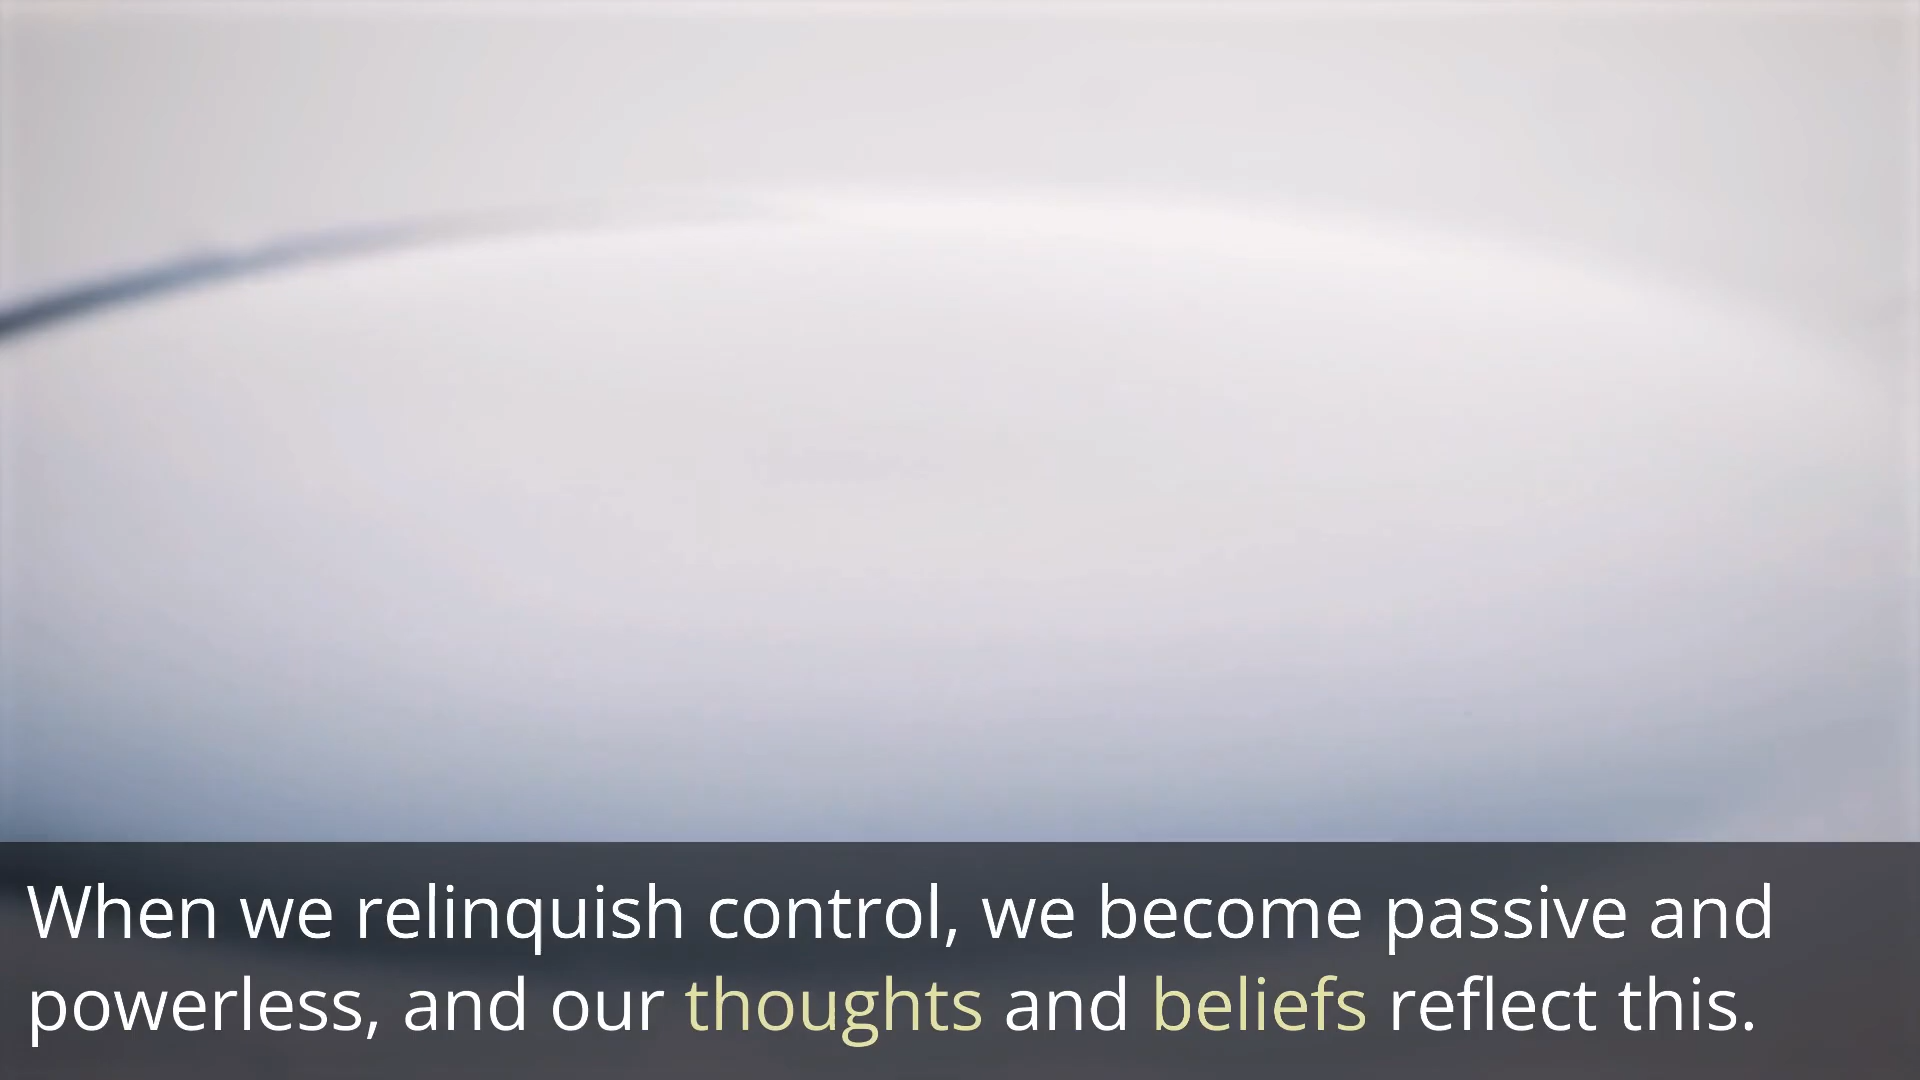 When we relinquish control, we become passive and
powerless, and our thoughts and beliefs reflect this.